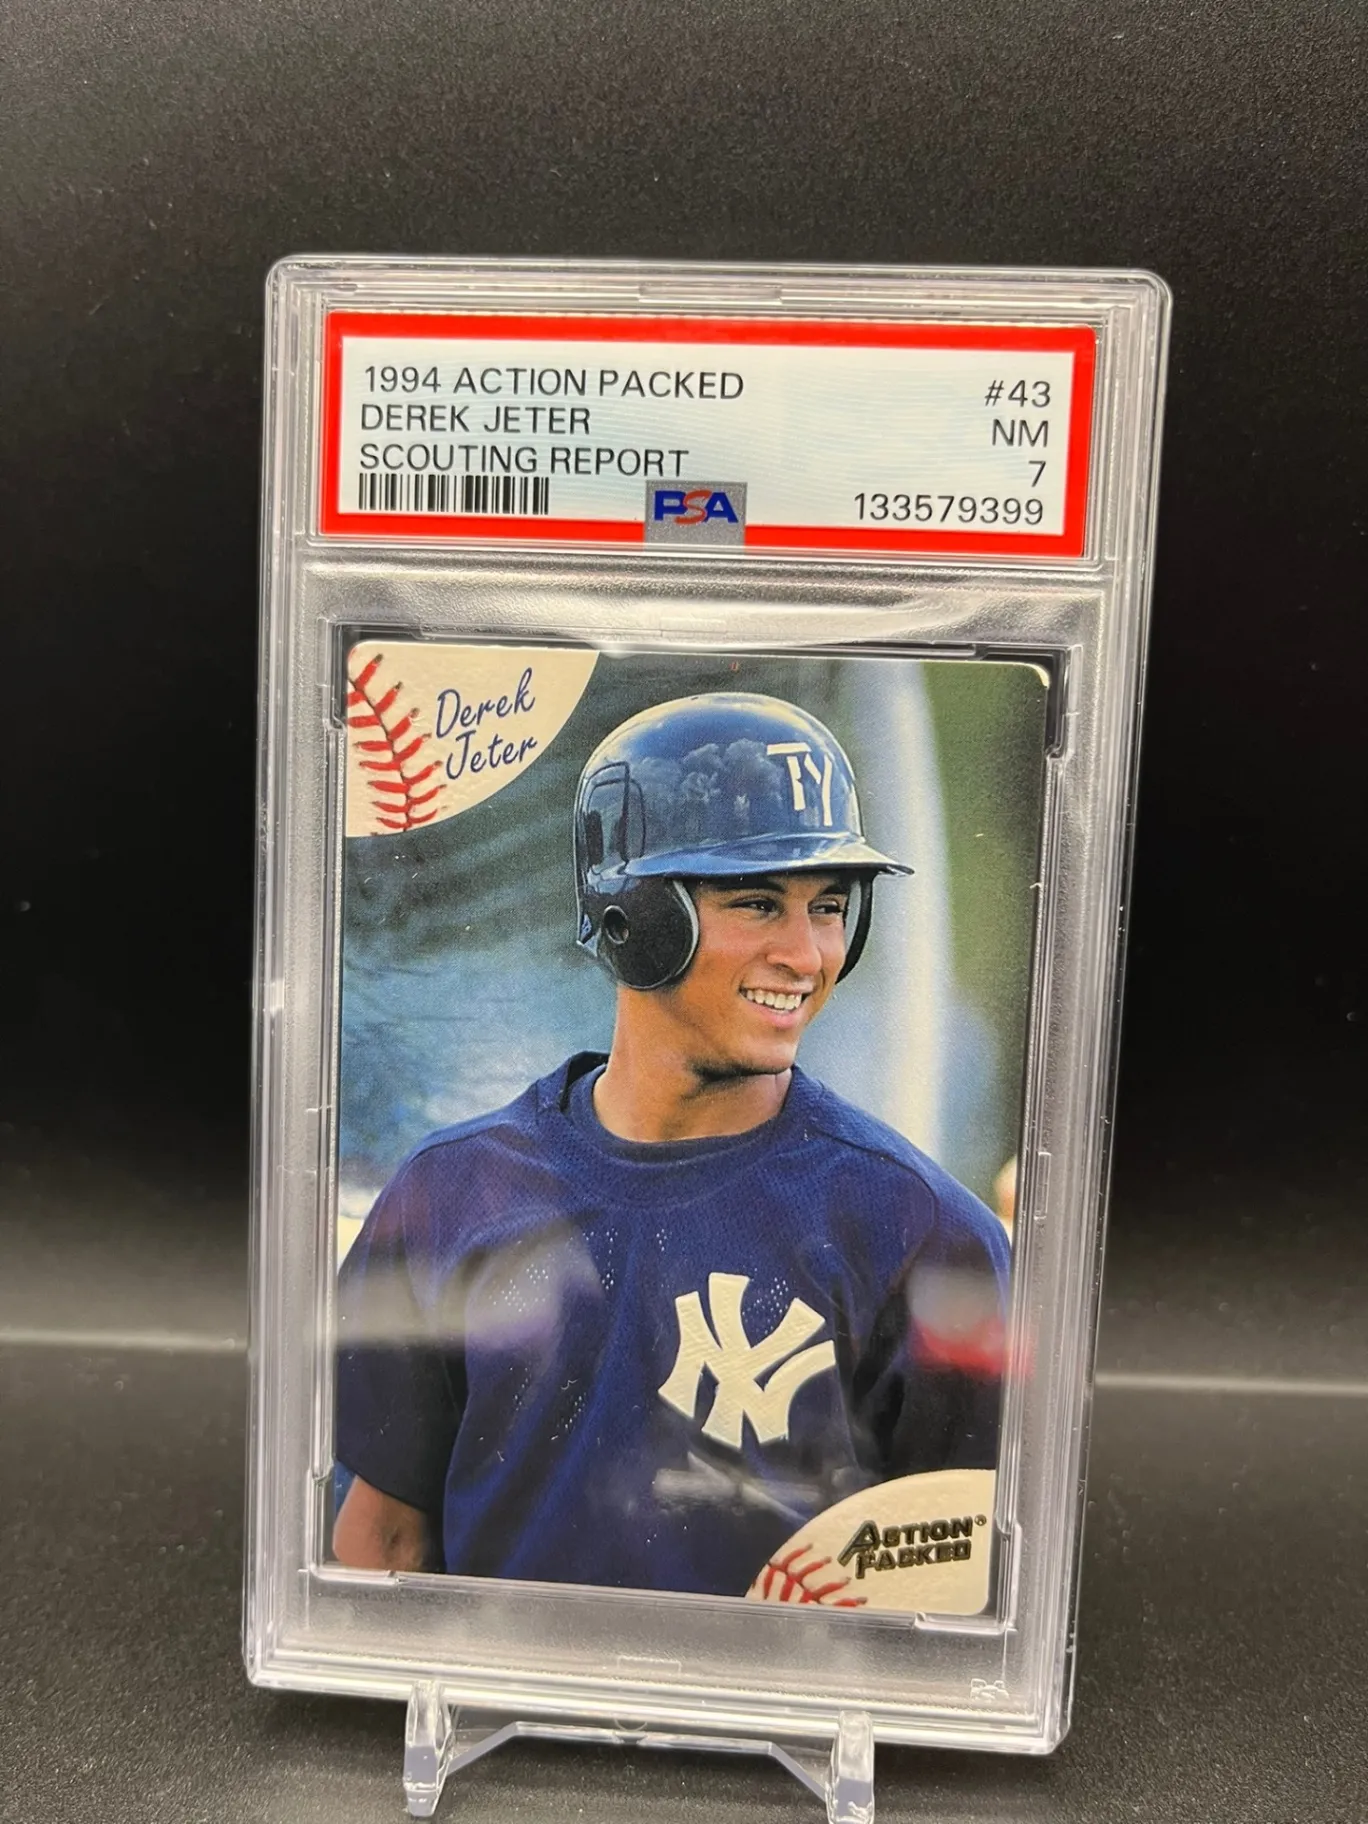 1994 ACTION PACKED #43
DEREK JETER NM
SCOUTING REPORT 7
PSA 133579399
Derek
Jeter
TY
NY
ACTION®
PACKED